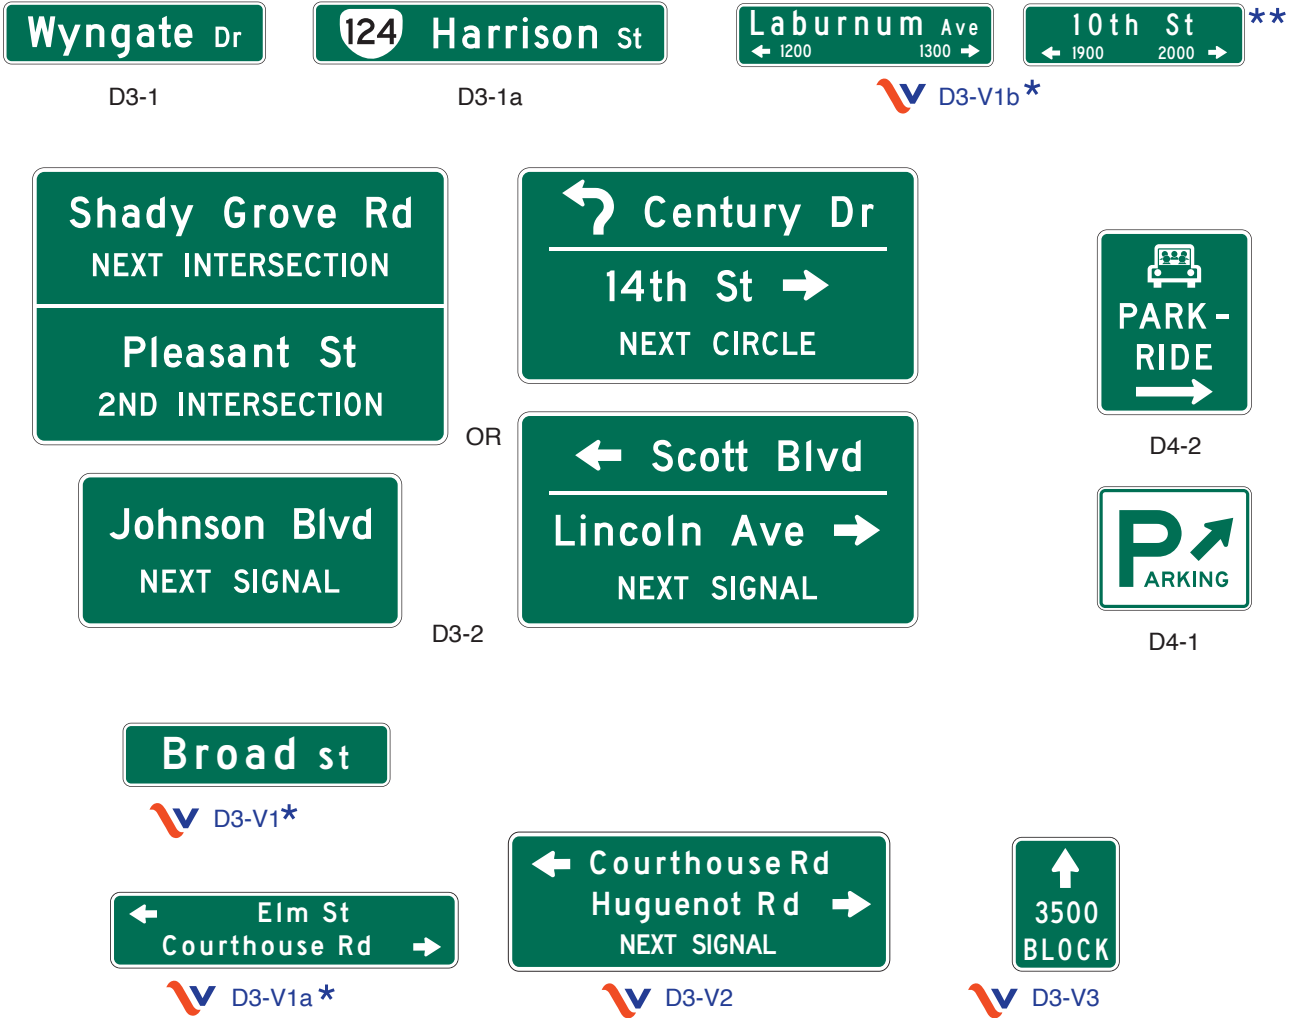 Wyngate Dr
124 Harrison St
Laburnum Ave
1200 1300
10th St
1900 2000
**
D3-1
D3-1a
D3-V1b*
Shady Grove Rd
NEXT INTERSECTION
Pleasant St
2ND INTERSECTION
Century Dr
14th St
NEXT CIRCLE
PARK -
RIDE
D4-2
OR
Johnson Blvd
NEXT SIGNAL
Scott Blvd
Lincoln Ave
NEXT SIGNAL
D3-2
PARKING
D4-1
Broad St
D3-V1*
Elm St
Courthouse Rd
D3-V1a*
Courthouse Rd
Huguenot Rd
NEXT SIGNAL
D3-V2
3500
BLOCK
D3-V3